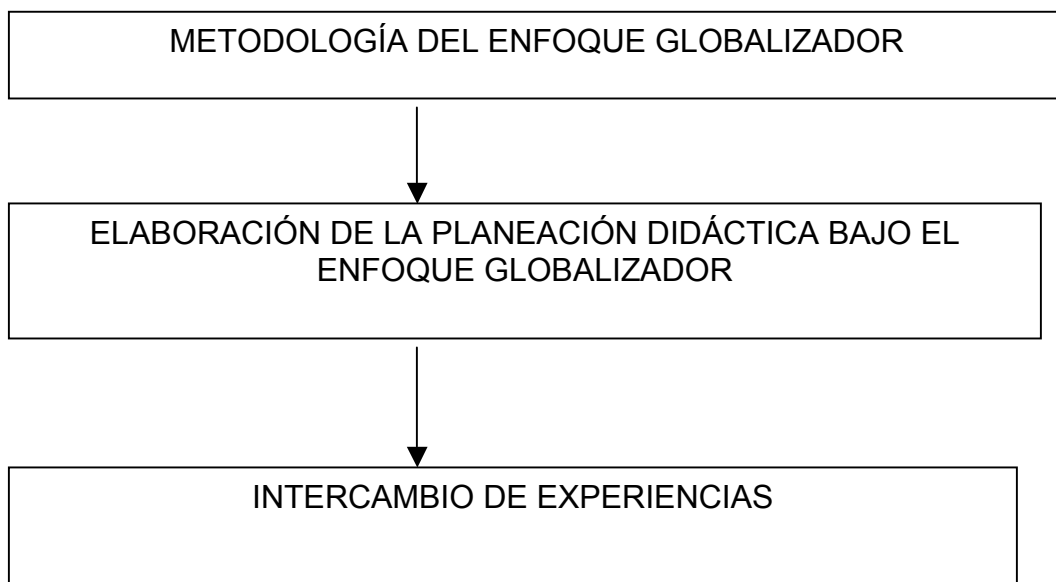 METODOLOGÍA DEL ENFOQUE GLOBALIZADOR
ELABORACIÓN DE LA PLANEACIÓN DIDÁCTICA BAJO EL
ENFOQUE GLOBALIZADOR
INTERCAMBIO DE EXPERIENCIAS